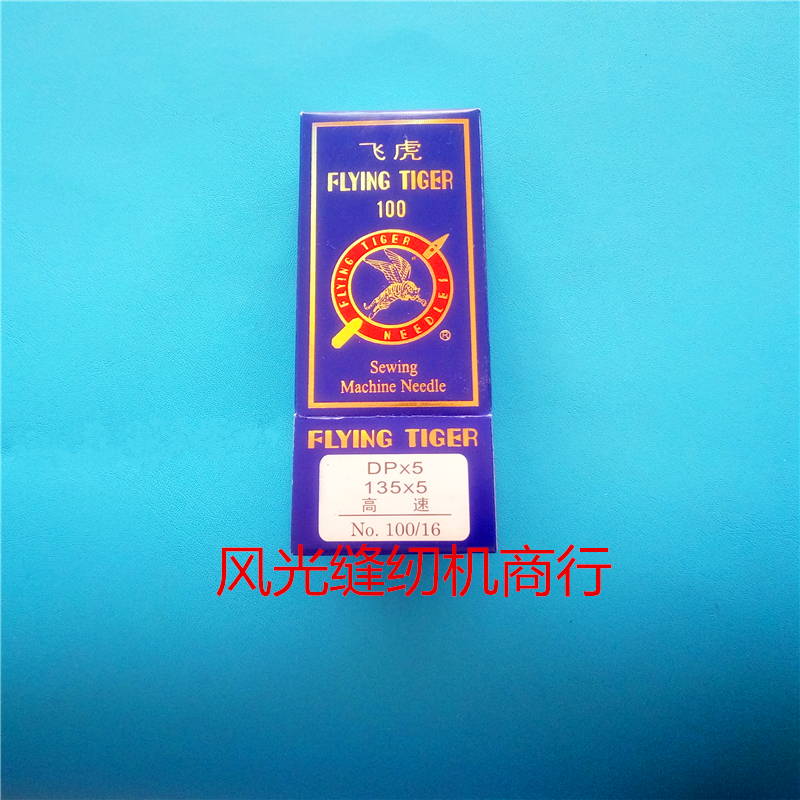 飞虎
FLYING TIGER
100
FLYING TIGER
NEEDLES
®
Sewing
Machine Needle
FLYING TIGER
DPx5
135x5
高 速
No. 100/16
风光缝纫机商行